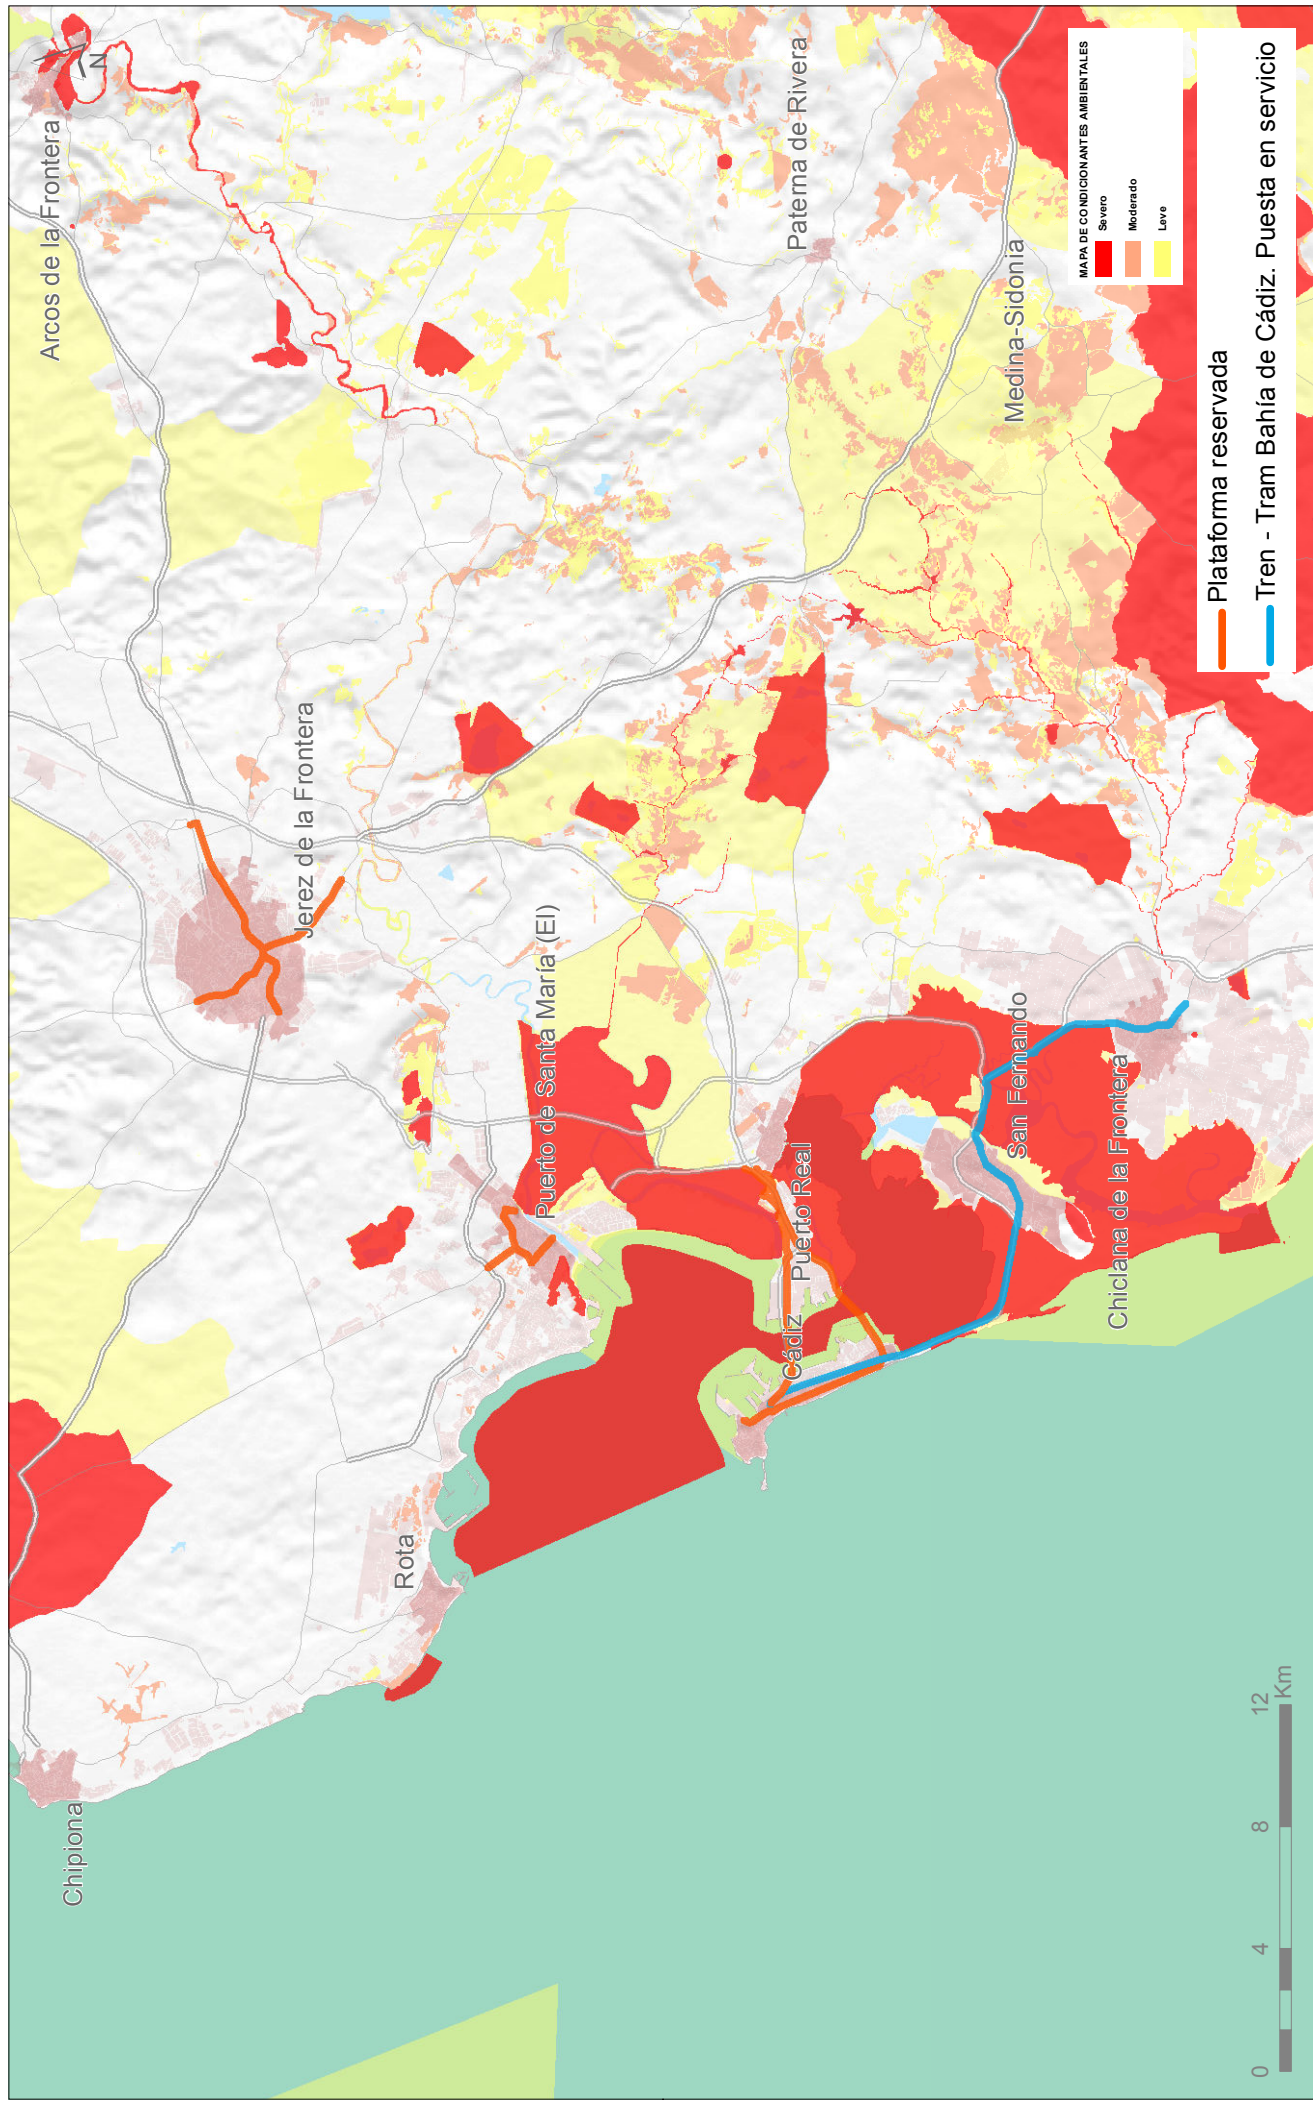 Arcos de la Frontera
N
Paterna de Rivera
Jerez de la Frontera
Medina-Sidonia
Puerto de Santa María (El)
San Fernando
Puerto Real
Chiclana de la Frontera
Cádiz
Rota
Chipiona
MAPA DE CONDICIONANTES AMBIENTALES
Severo
Moderado
Leve
Plataforma reservada
Tren - Tram Bahía de Cádiz. Puesta en servicio
0 4 8 12
Km